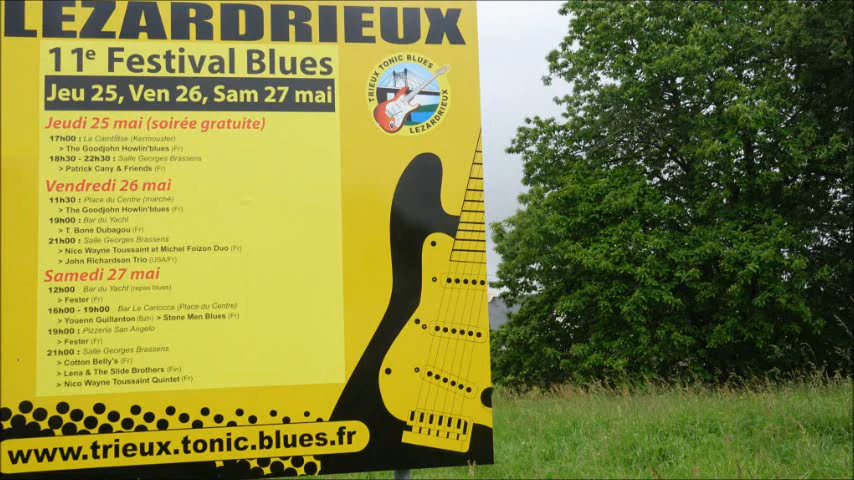 LEZARDRIEUX
11e Festival Blues
Jeu 25, Ven 26, Sam 27 mai
TRIEUX TONIC BLUES
LEZARDRIEUX
Jeudi 25 mai (soirée gratuite)
17h00 : La Cambuse (Kermouster)
> The Goodjohn Howlin'blues (Fr)
18h30 - 22h30 : Salle Georges Brassens
> Patrick Cany & Friends (Fr)
Vendredi 26 mai
11h30 : Place du Centre (marché)
> The Goodjohn Howlin'blues (Fr)
19h00 : Bar du Yacht
> T. Bone Dubagou (Fr)
21h00 : Salle Georges Brassens
> Nico Wayne Toussaint et Michel Foizon Duo (Fr)
> John Richardson Trio (USA/Fr)
Samedi 27 mai
12h00 : Bar du Yacht (repas blues)
> Fester (Fr)
16h00 - 19h00 : Bar Le Cariocca (Place du Centre)
> Youenn Guillanton (Bzh) > Stone Men Blues (Fr)
19h00 : Pizzeria San Angelo
> Fester (Fr)
21h00 : Salle Georges Brassens
> Cotton Belly's (Fr)
> Lena & The Slide Brothers (Fin)
> Nico Wayne Toussaint Quintet (Fr)
www.trieux.tonic.blues.fr